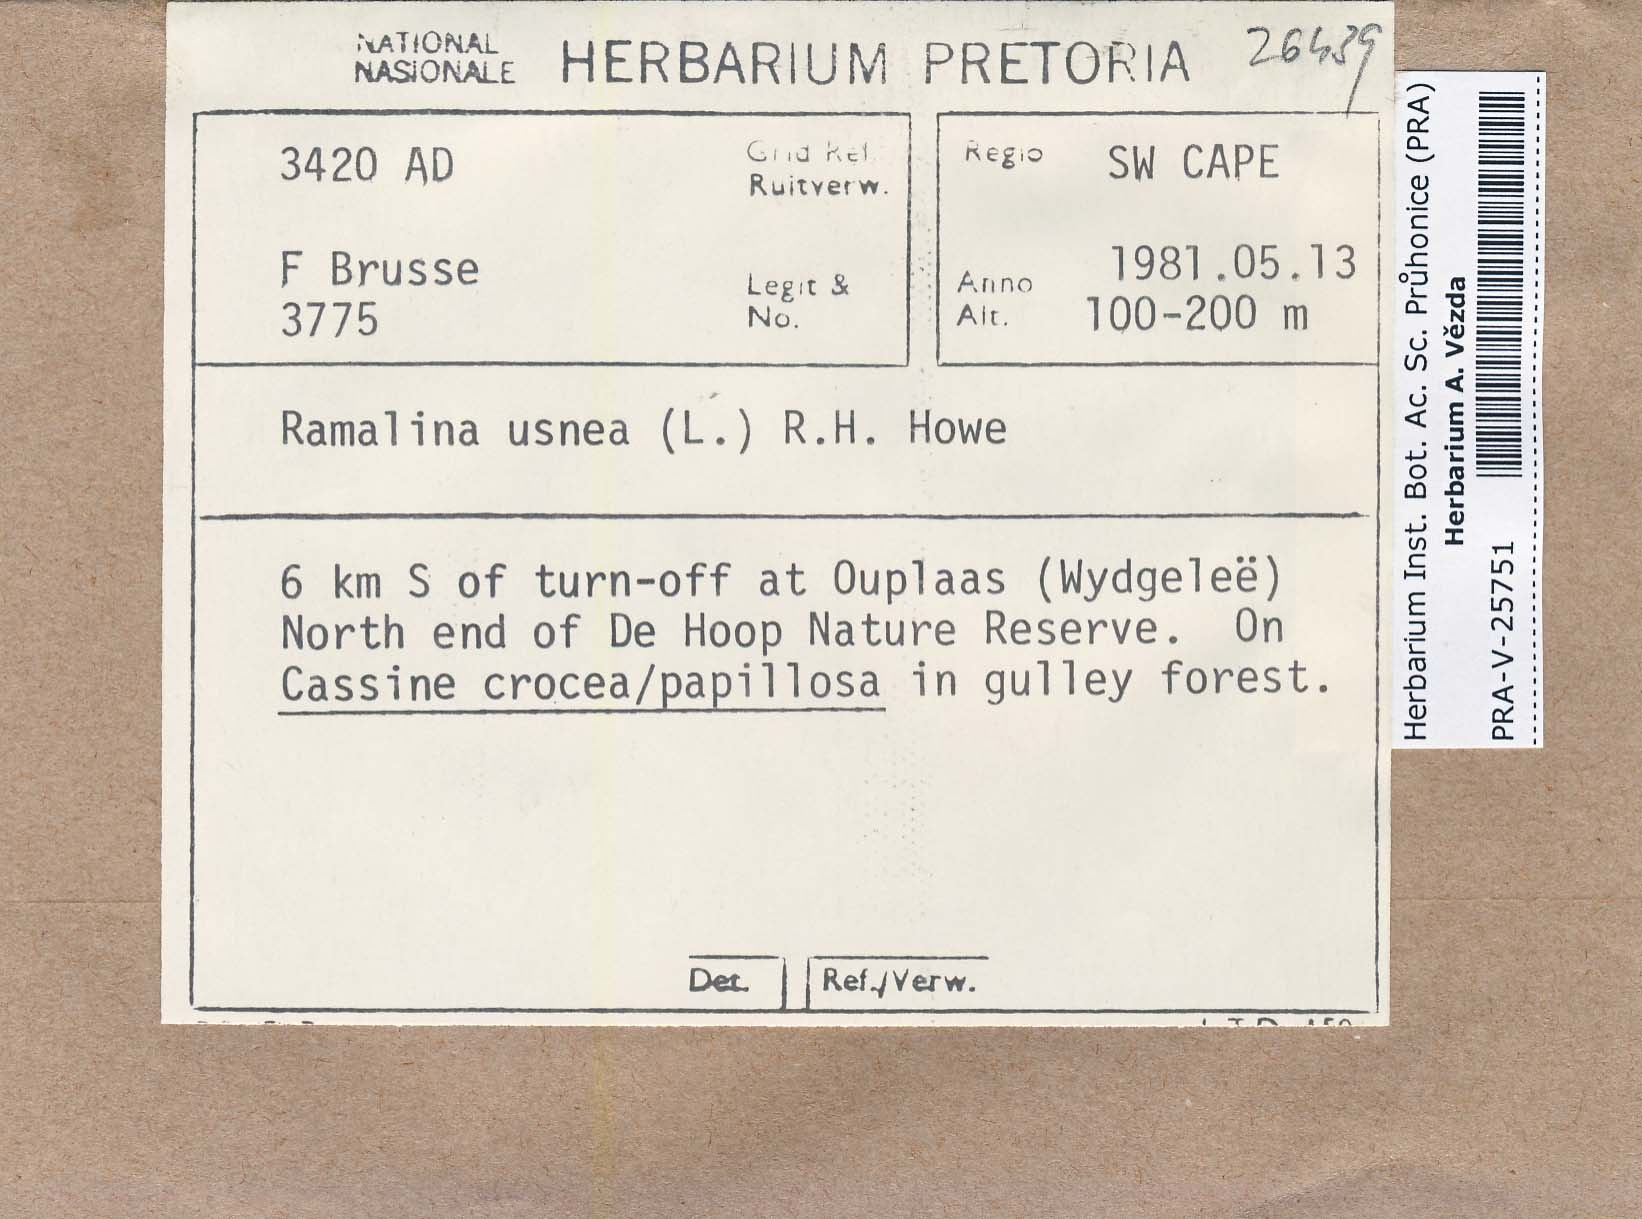 NATIONAL
NASIONALE
HERBARIUM PRETORIA
26439
3420 AD
Grid Ref.
Ruitverw.
Regio
SW CAPE
F Brusse
3775
Legit &
No.
Anno
1981.05.13
Alt.
100-200 m
Ramalina usnea (L.) R.H. Howe
6 km S of turn-off at Ouplaas (Wydgeleë)
North end of De Hoop Nature Reserve. On
Cassine crocea/papillosa in gulley forest.
Det.
Ref./Verw.
Herbarium Inst. Bot. Ac. Sc. Průhonice (PRA)
Herbarium A. Vězda
PRA-V-25751